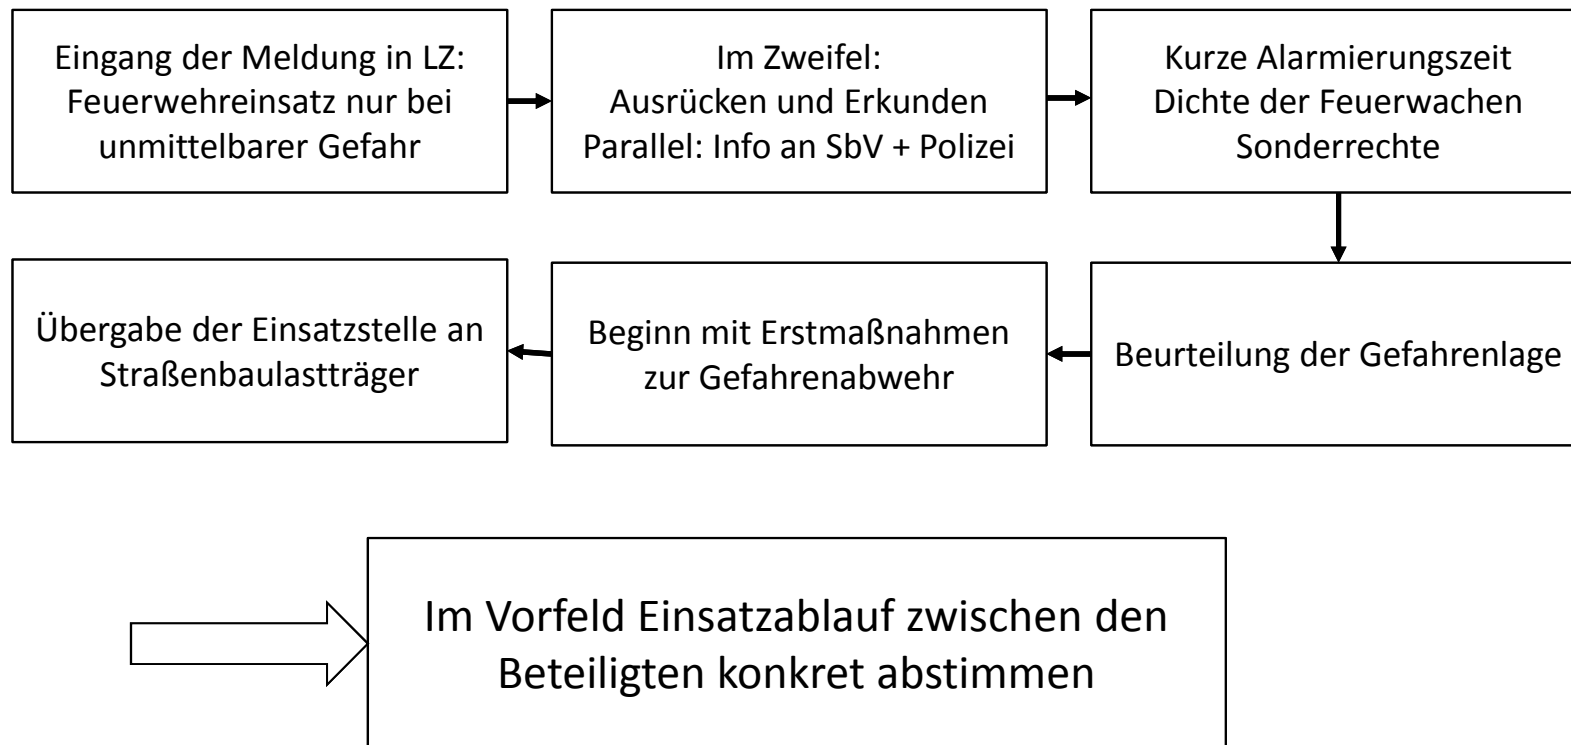 Eingang der Meldung in LZ:
Feuerwehreinsatz nur bei
unmittelbarer Gefahr
Im Zweifel:
Ausrücken und Erkunden
Parallel: Info an SbV + Polizei
Kurze Alarmierungszeit
Dichte der Feuerwachen
Sonderrechte
Beurteilung der Gefahrenlage
Beginn mit Erstmaßnahmen
zur Gefahrenabwehr
Übergabe der Einsatzstelle an
Straßenbaulastträger
Im Vorfeld Einsatzablauf zwischen den
Beteiligten konkret abstimmen